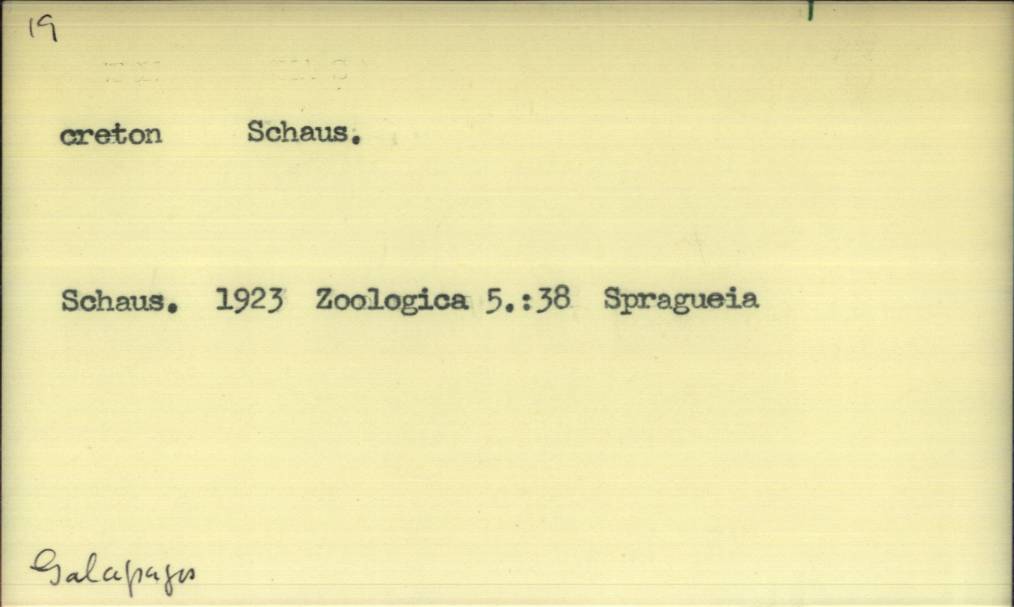 19
creton Schaus.
Schaus. 1923 Zoologica 5.:38 Spragueia
Galapagos